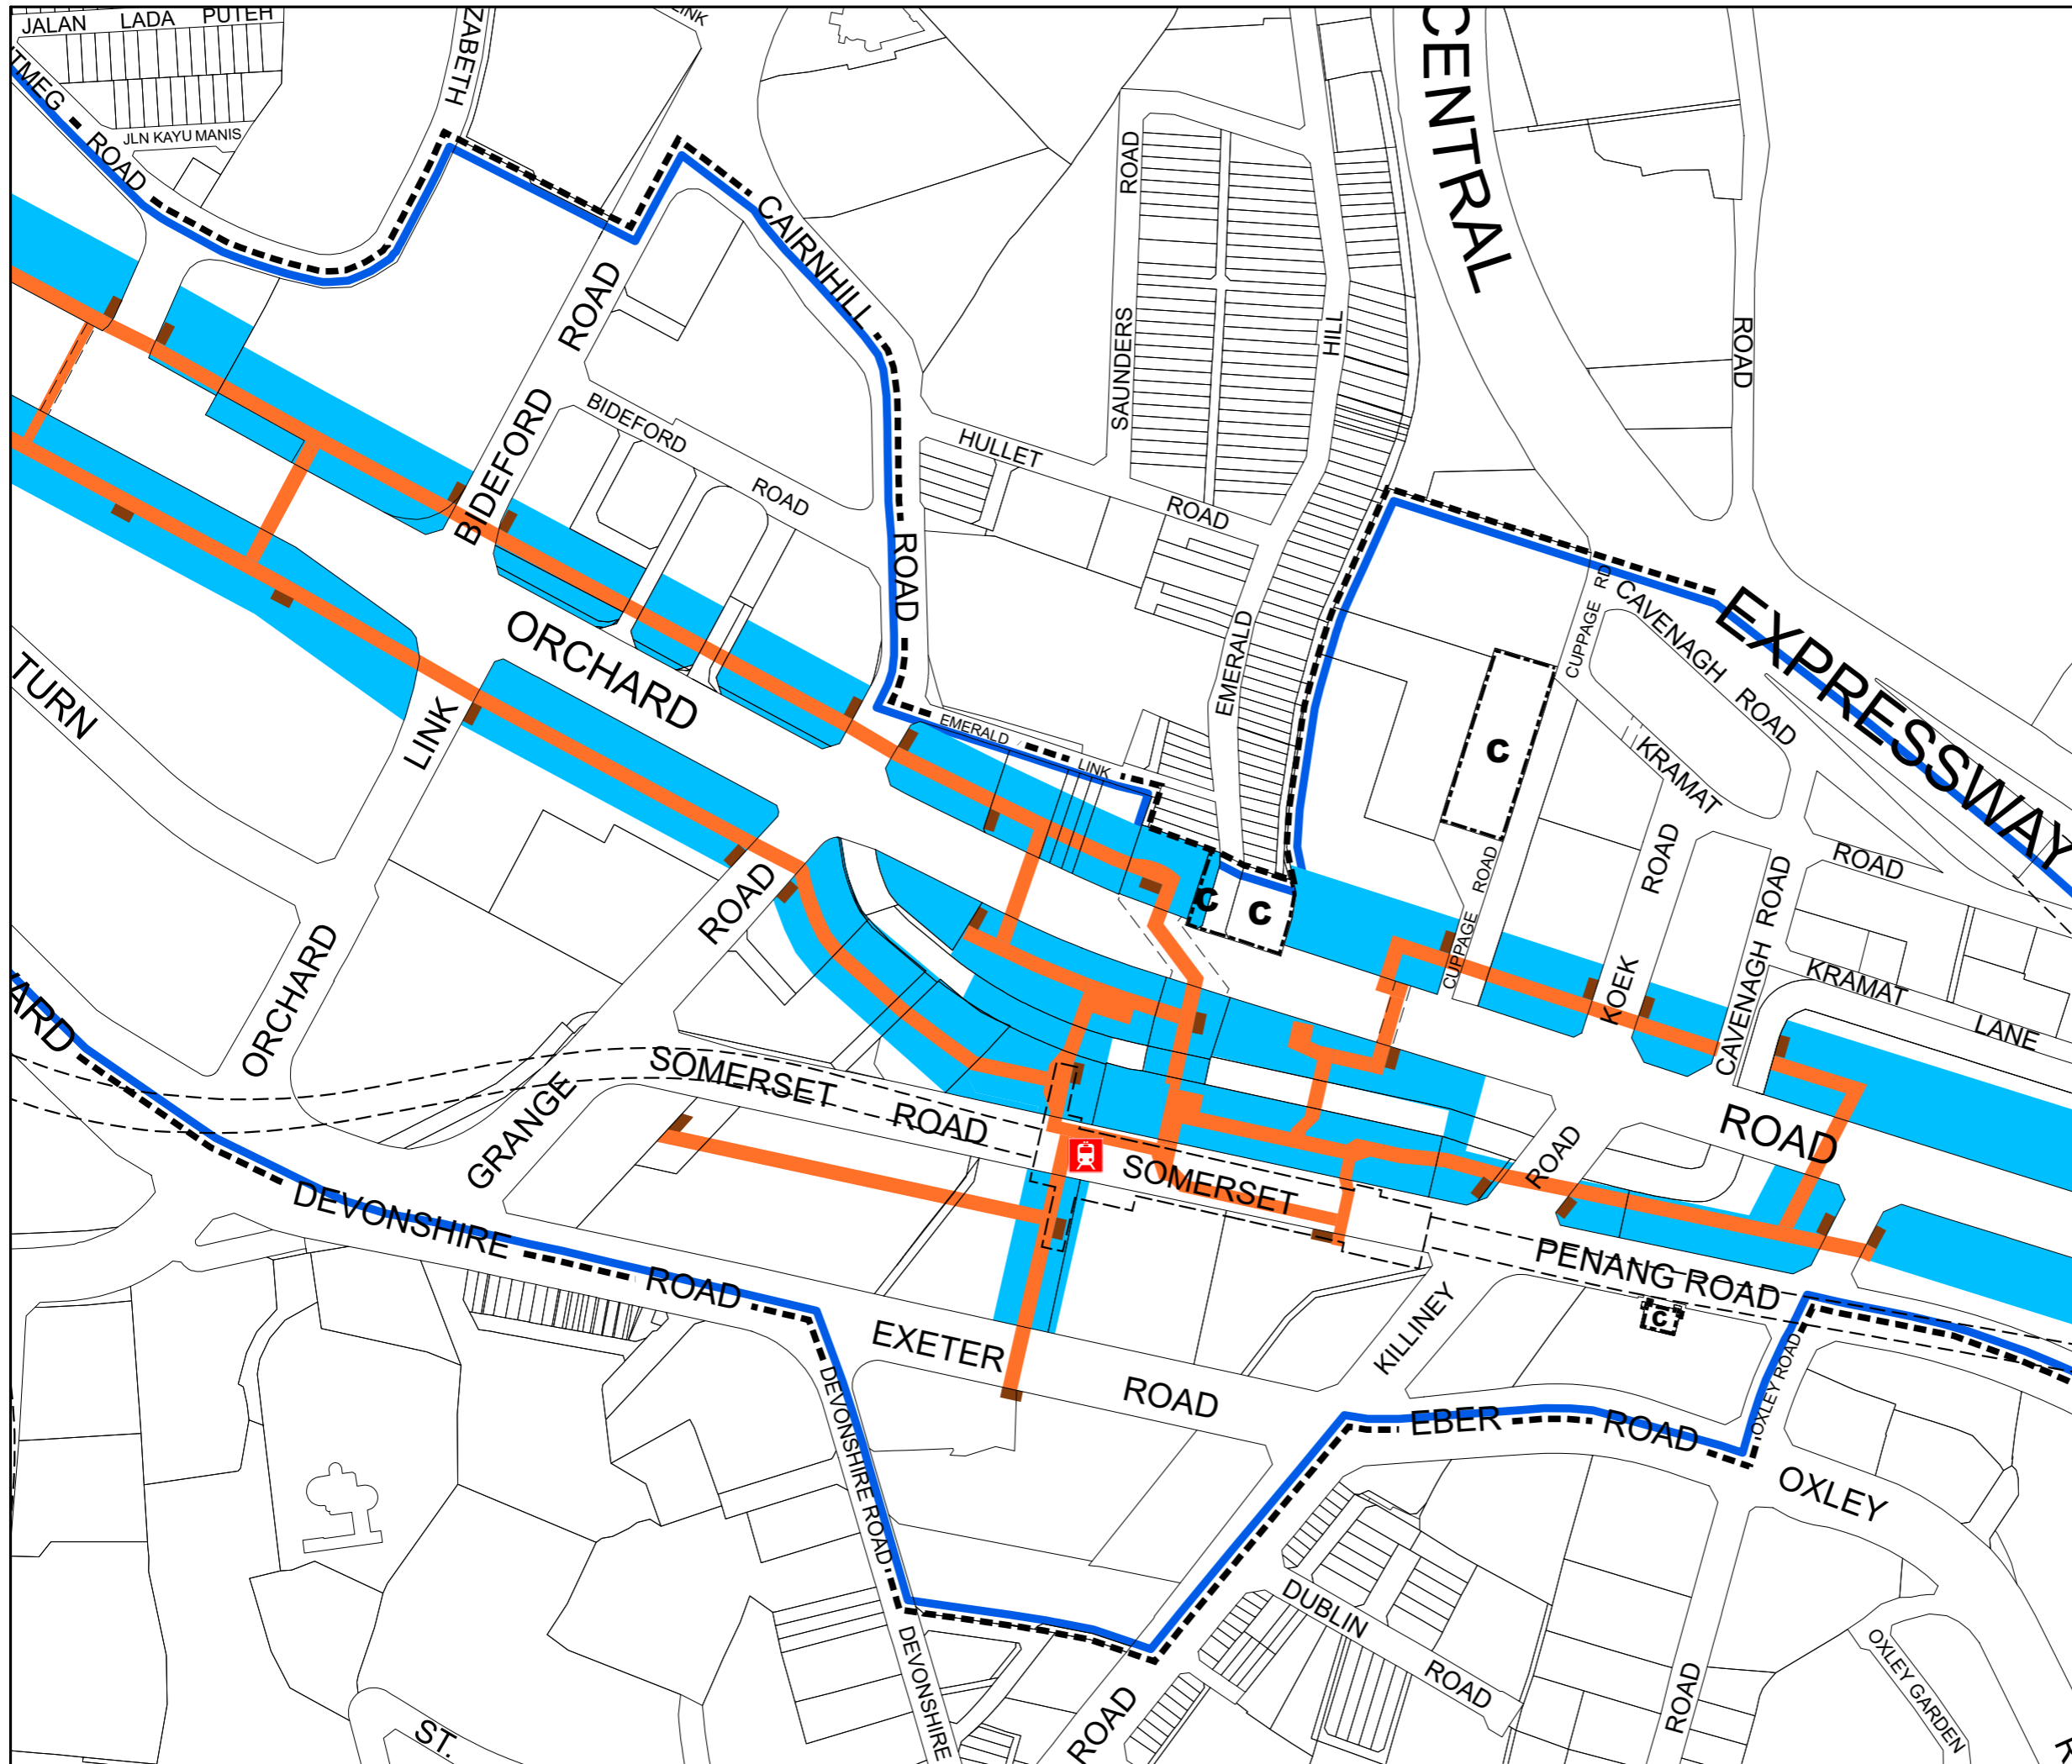 JALAN LADA PUTEH
ZABETH
LINK
CENTRAL
TMEG ROAD
JLN KAYU MANIS
ROAD
CAIRNHILL
ROAD
BIDEFORD ROAD
BIDEFORD ROAD
SAUNDERS
HILL
ROAD
HULLET
ROAD
EMERALD
CUPPAGE RD
CAVENAGH ROAD
EXPRESSWAY
ORCHARD
TURN
LINK
EMERALD
LINK
C
KRAMAT
ROAD
ROAD
ROAD
CUPPAGE ROAD
KOEK
CAVENAGH ROAD
C
C
KRAMAT
LANE
ORCHARD
ARD
SOMERSET ROAD
GRANGE
ROAD
ROAD
SOMERSET
DEVONSHIRE
ROAD
PENANG ROAD
C
EXETER
ROAD
KILLINEY
OXLEY ROAD
EBER
ROAD
DEVONSHIRE ROAD
OXLEY
DUBLIN
ROAD
DEVONSHIRE
ROAD
ROAD
OXLEY GARDEN
ST.